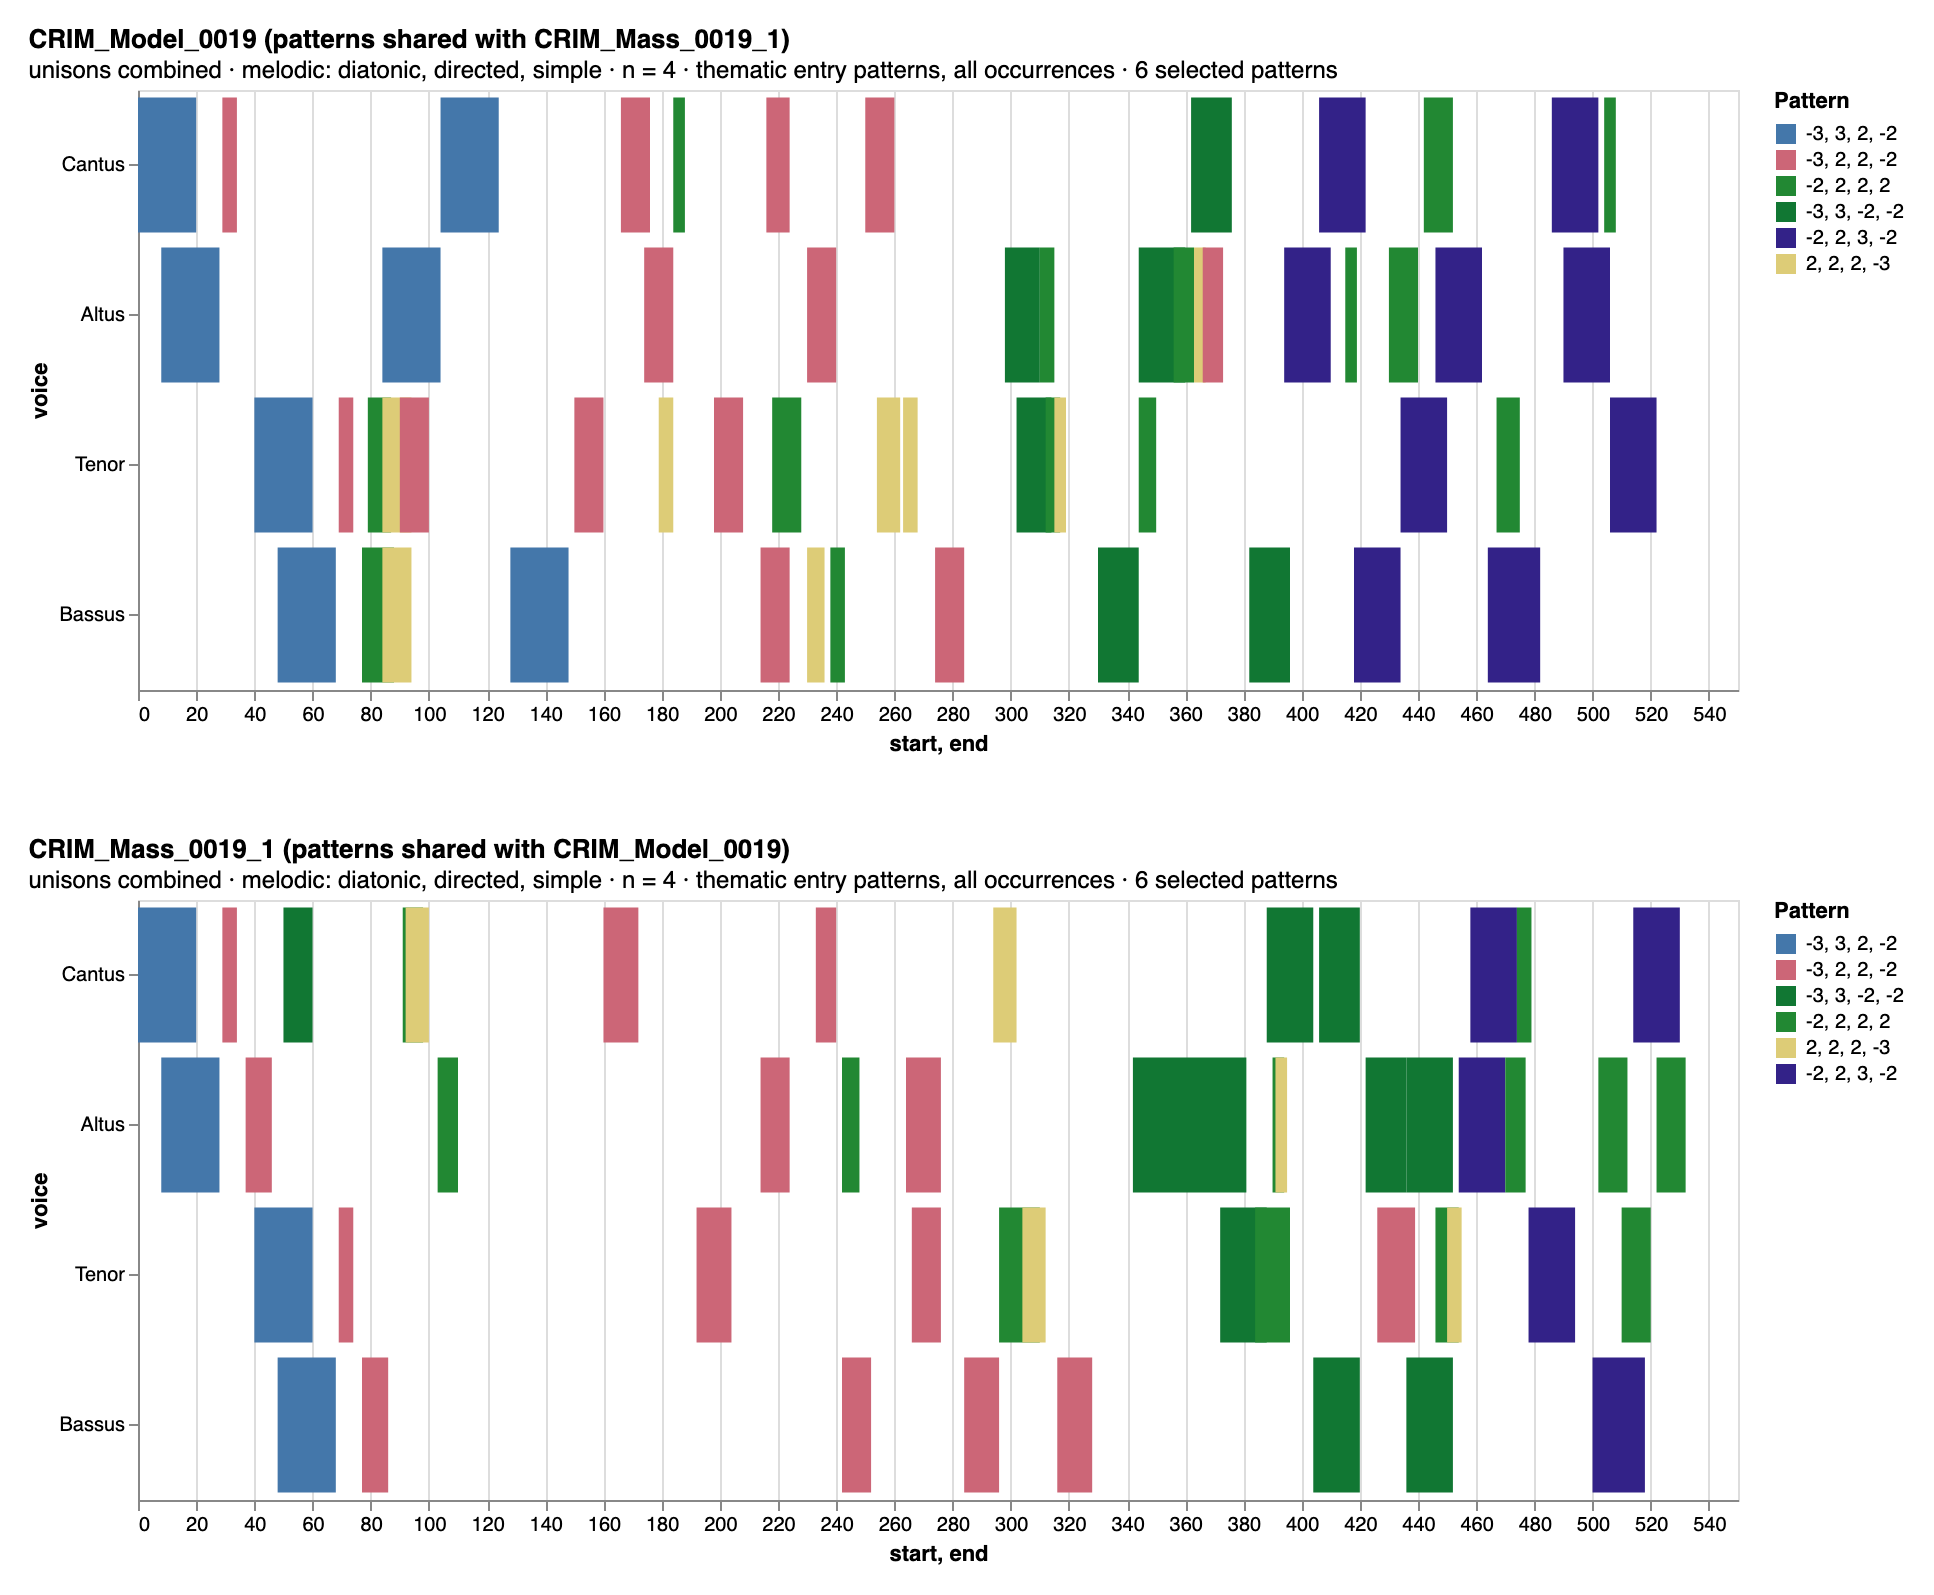 CRIM_Model_0019 (patterns shared with CRIM_Mass_0019_1)
unisons combined · melodic: diatonic, directed, simple · n = 4 · thematic entry patterns, all occurrences · 6 selected patterns
Pattern
-3, 3, 2, -2
-3, 2, 2, -2
-2, 2, 2, 2
-3, 3, -2, -2
-2, 2, 3, -2
2, 2, 2, -3
voice
Cantus
Altus
Tenor
Bassus
0 20 40 60 80 100 120 140 160 180 200 220 240 260 280 300 320 340 360 380 400 420 440 460 480 500 520 540
start, end
CRIM_Mass_0019_1 (patterns shared with CRIM_Model_0019)
unisons combined · melodic: diatonic, directed, simple · n = 4 · thematic entry patterns, all occurrences · 6 selected patterns
Pattern
-3, 3, 2, -2
-3, 2, 2, -2
-3, 3, -2, -2
-2, 2, 2, 2
2, 2, 2, -3
-2, 2, 3, -2
voice
Cantus
Altus
Tenor
Bassus
0 20 40 60 80 100 120 140 160 180 200 220 240 260 280 300 320 340 360 380 400 420 440 460 480 500 520 540
start, end